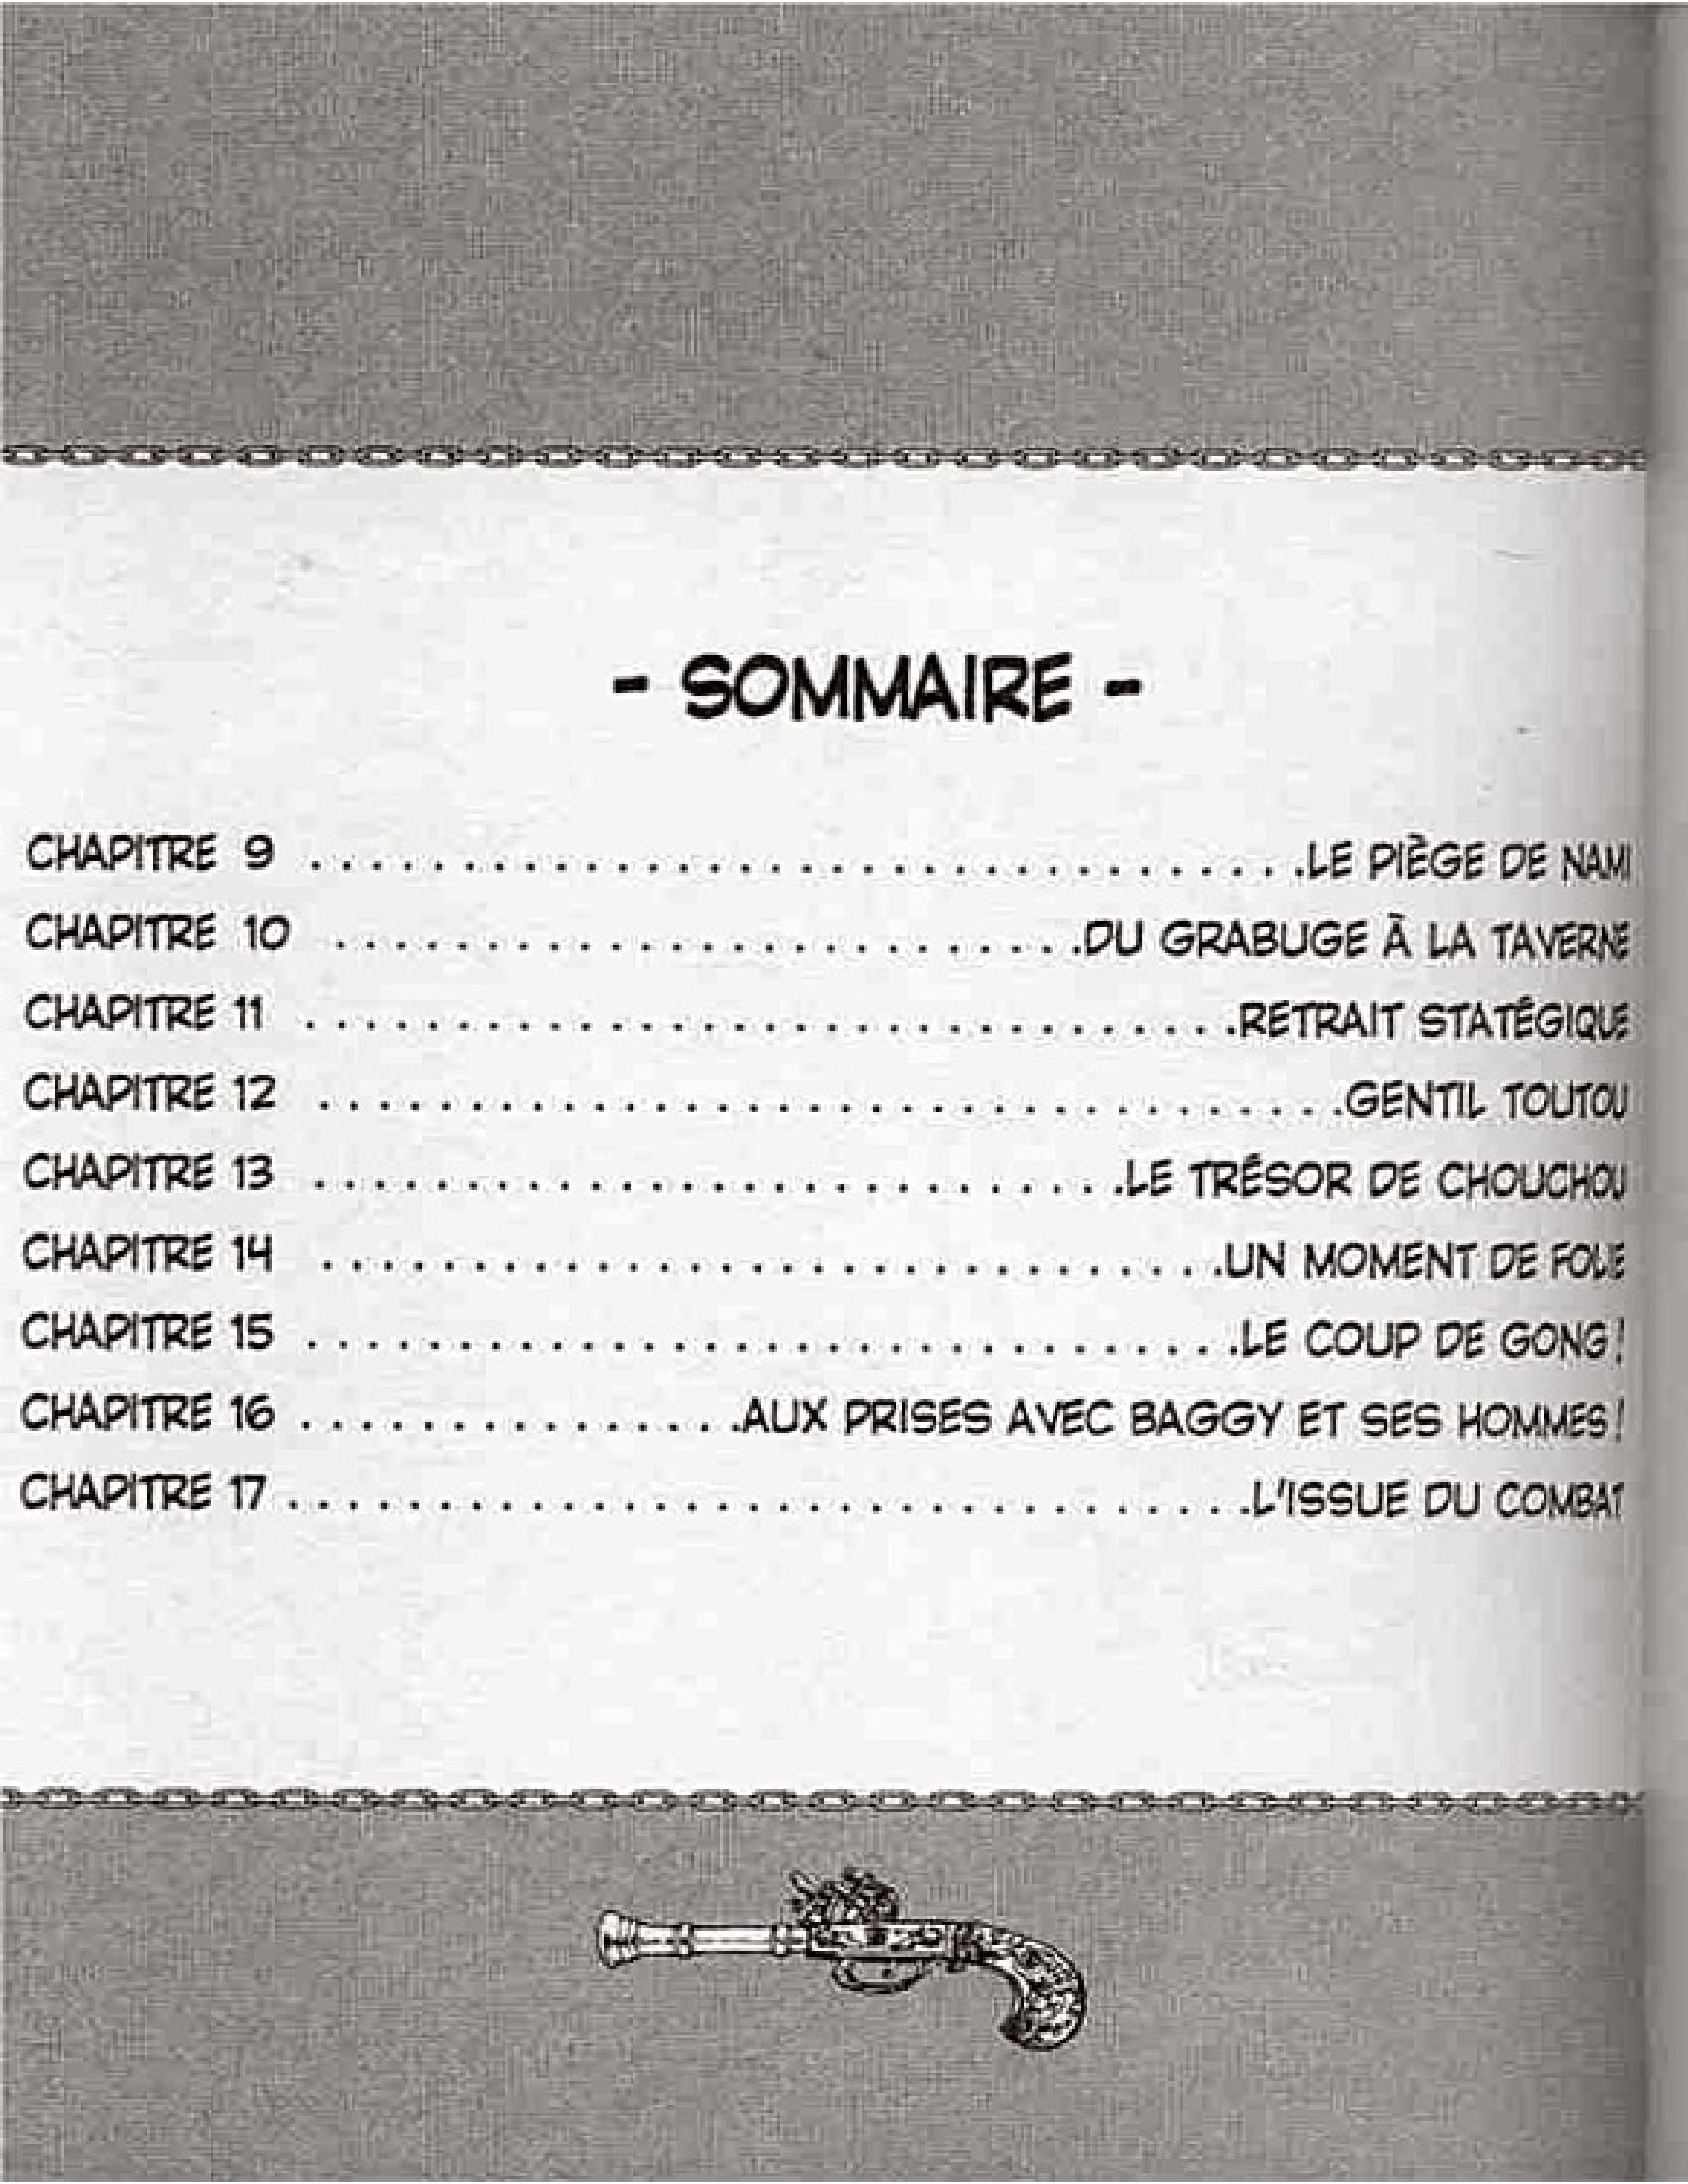 - SOMMAIRE -
CHAPITRE 9 . . . . . . . . . . . . . . . . . . . . . . . . . . . . . . . . .LE PIÈGE DE NAMI
CHAPITRE 10 . . . . . . . . . . . . . . . . . . . . . . . . .DU GRABUGE À LA TAVERNE
CHAPITRE 11 . . . . . . . . . . . . . . . . . . . . . . . . . . . . . . .RETRAIT STATÉGIQUE
CHAPITRE 12 . . . . . . . . . . . . . . . . . . . . . . . . . . . . . . . . . .GENTIL TOUTOU
CHAPITRE 13 . . . . . . . . . . . . . . . . . . . . . . . . . . .LE TRÉSOR DE CHOUCHOU
CHAPITRE 14 . . . . . . . . . . . . . . . . . . . . . . . . . . . . . .UN MOMENT DE FOLIE
CHAPITRE 15 . . . . . . . . . . . . . . . . . . . . . . . . . . . . . . .LE COUP DE GONG!
CHAPITRE 16 . . . . . . . . . . . . . . .AUX PRISES AVEC BAGGY ET SES HOMMES!
CHAPITRE 17 . . . . . . . . . . . . . . . . . . . . . . . . . . . . . . . .L'ISSUE DU COMBAT